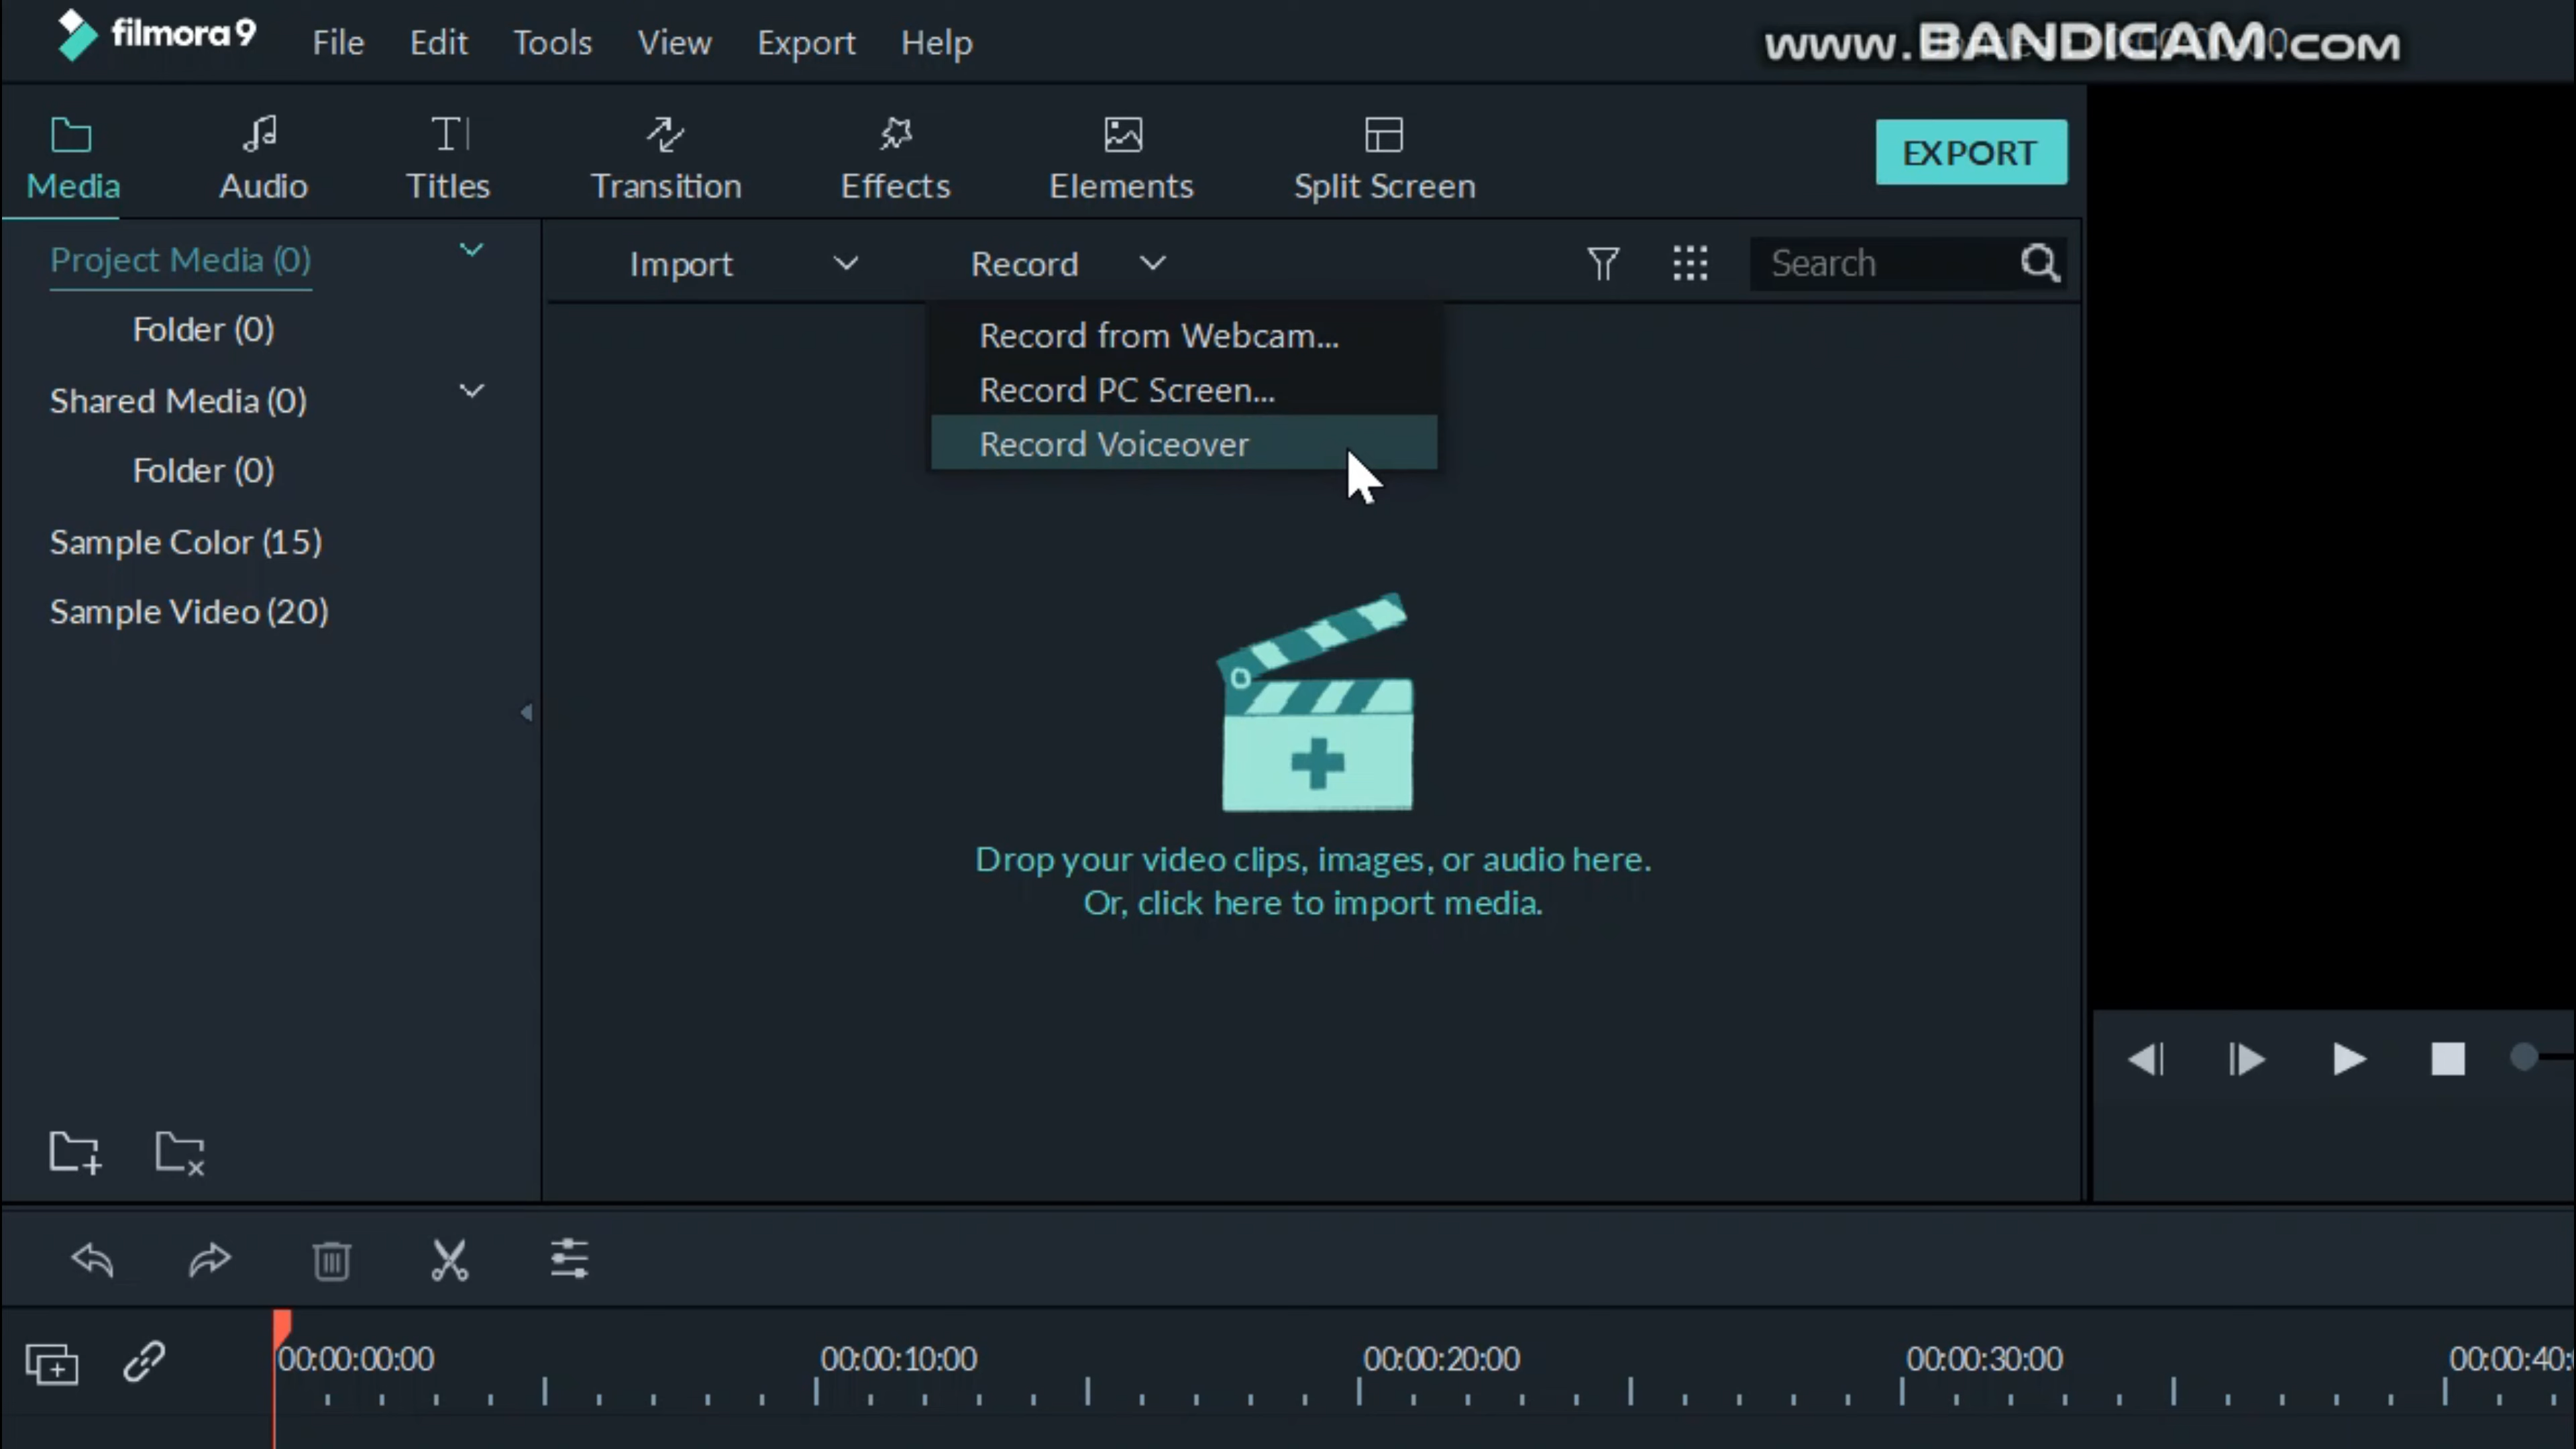 filmora9
File Edit Tools View Export Help
www.BANDICAM.com
Media Audio Titles Transition Effects Elements Split Screen
EXPORT
Project Media (0)
Folder (0)
Shared Media (0)
Folder (0)
Sample Color (15)
Sample Video (20)
Import Record Search
Record from Webcam...
Record PC Screen...
Record Voiceover
Drop your video clips, images, or audio here.
Or, click here to import media.
00:00:00:00 00:00:10:00 00:00:20:00 00:00:30:00 00:00:40: